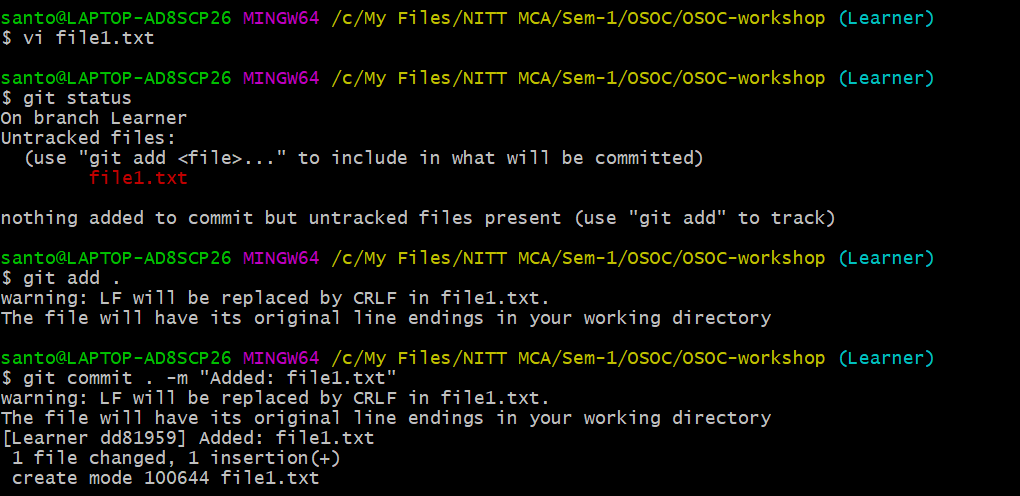 santo@LAPTOP-AD8SCP26 MINGW64 /c/My Files/NITT MCA/Sem-1/OSOC/OSOC-workshop (Learner)
$ vi file1.txt
santo@LAPTOP-AD8SCP26 MINGW64 /c/My Files/NITT MCA/Sem-1/OSOC/OSOC-workshop (Learner)
$ git status
On branch Learner
Untracked files:
  (use "git add <file>..." to include in what will be committed)
        file1.txt
nothing added to commit but untracked files present (use "git add" to track)
santo@LAPTOP-AD8SCP26 MINGW64 /c/My Files/NITT MCA/Sem-1/OSOC/OSOC-workshop (Learner)
$ git add .
warning: LF will be replaced by CRLF in file1.txt.
The file will have its original line endings in your working directory
santo@LAPTOP-AD8SCP26 MINGW64 /c/My Files/NITT MCA/Sem-1/OSOC/OSOC-workshop (Learner)
$ git commit . -m "Added: file1.txt"
warning: LF will be replaced by CRLF in file1.txt.
The file will have its original line endings in your working directory
[Learner dd81959] Added: file1.txt
 1 file changed, 1 insertion(+)
 create mode 100644 file1.txt